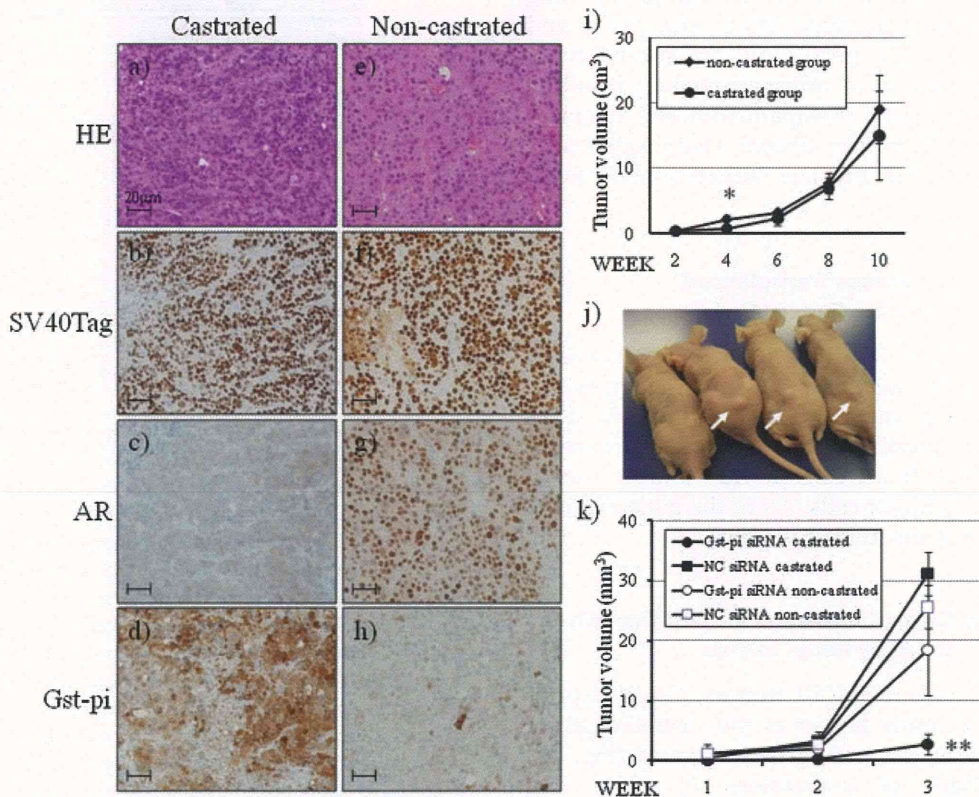 Castrated
Non-castrated
HE
SV40Tag
AR
Gst-pi
a)
20μm
b)
c)
d)
e)
f)
g)
h)
i)
Tumor volume (cm3)
30
20
10
0
non-castrated group
castrated group
*
WEEK 2 4 6 8 10
j)
k)
Tumor volume (mm3)
40
30
20
10
0
Gst-pi siRNA castrated
NC siRNA castrated
Gst-pi siRNA non-castrated
NC siRNA non-castrated
**
WEEK 1 2 3